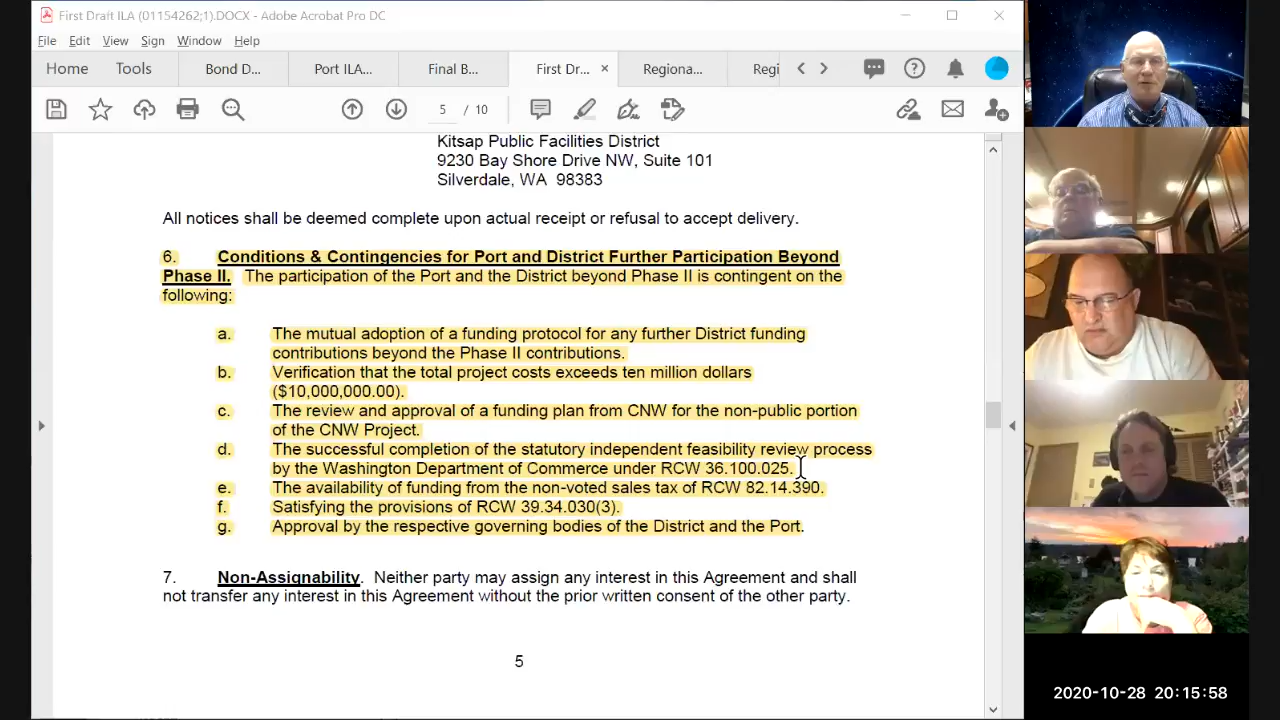 First Draft ILA (01154262;1).DOCX - Adobe Acrobat Pro DC
File Edit View Sign Window Help
Home Tools Bond D... Port ILA... Final B... First Dr... × Regiona... Regi
5 / 10
Kitsap Public Facilities District
9230 Bay Shore Drive NW, Suite 101
Silverdale, WA 98383
All notices shall be deemed complete upon actual receipt or refusal to accept delivery.
6. Conditions & Contingencies for Port and District Further Participation Beyond
Phase II. The participation of the Port and the District beyond Phase II is contingent on the
following:
a. The mutual adoption of a funding protocol for any further District funding
contributions beyond the Phase II contributions.
b. Verification that the total project costs exceeds ten million dollars
($10,000,000.00).
c. The review and approval of a funding plan from CNW for the non-public portion
of the CNW Project.
d. The successful completion of the statutory independent feasibility review process
by the Washington Department of Commerce under RCW 36.100.025.
e. The availability of funding from the non-voted sales tax of RCW 82.14.390.
f. Satisfying the provisions of RCW 39.34.030(3).
g. Approval by the respective governing bodies of the District and the Port.
7. Non-Assignability. Neither party may assign any interest in this Agreement and shall
not transfer any interest in this Agreement without the prior written consent of the other party.
5
2020-10-28 20:15:58